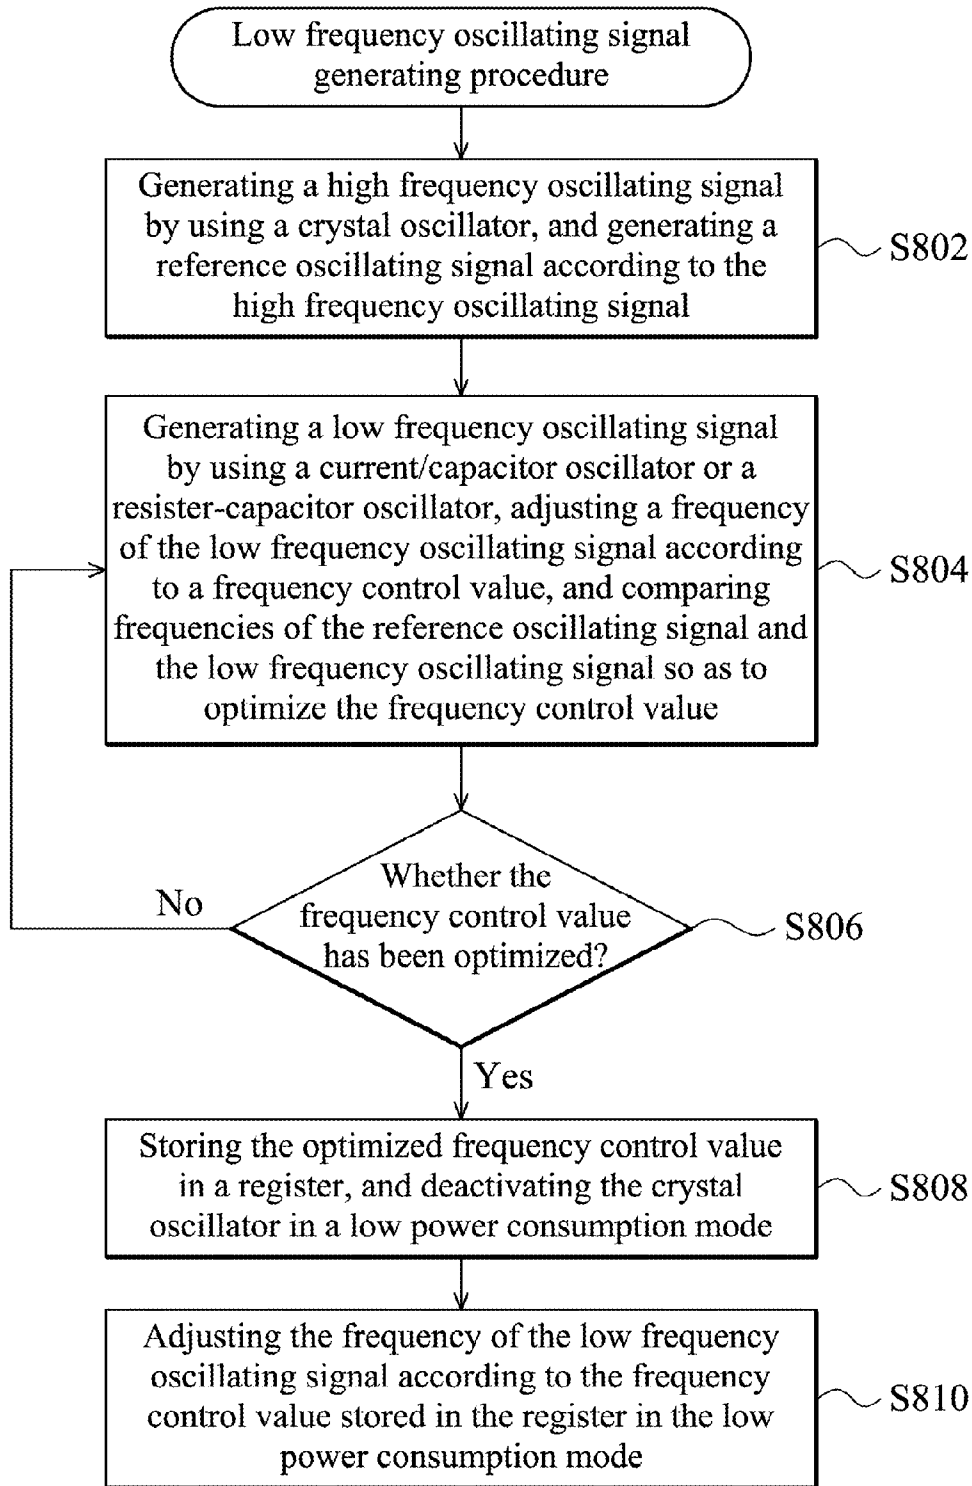 Low frequency oscillating signal
generating procedure
Generating a high frequency oscillating signal
by using a crystal oscillator, and generating a
reference oscillating signal according to the
high frequency oscillating signal
S802
Generating a low frequency oscillating signal
by using a current/capacitor oscillator or a
resister-capacitor oscillator, adjusting a frequency
of the low frequency oscillating signal according
to a frequency control value, and comparing
frequencies of the reference oscillating signal and
the low frequency oscillating signal so as to
optimize the frequency control value
S804
Whether the
frequency control value
has been optimized?
S806
No
Yes
Storing the optimized frequency control value
in a register, and deactivating the crystal
oscillator in a low power consumption mode
S808
Adjusting the frequency of the low frequency
oscillating signal according to the frequency
control value stored in the register in the low
power consumption mode
S810